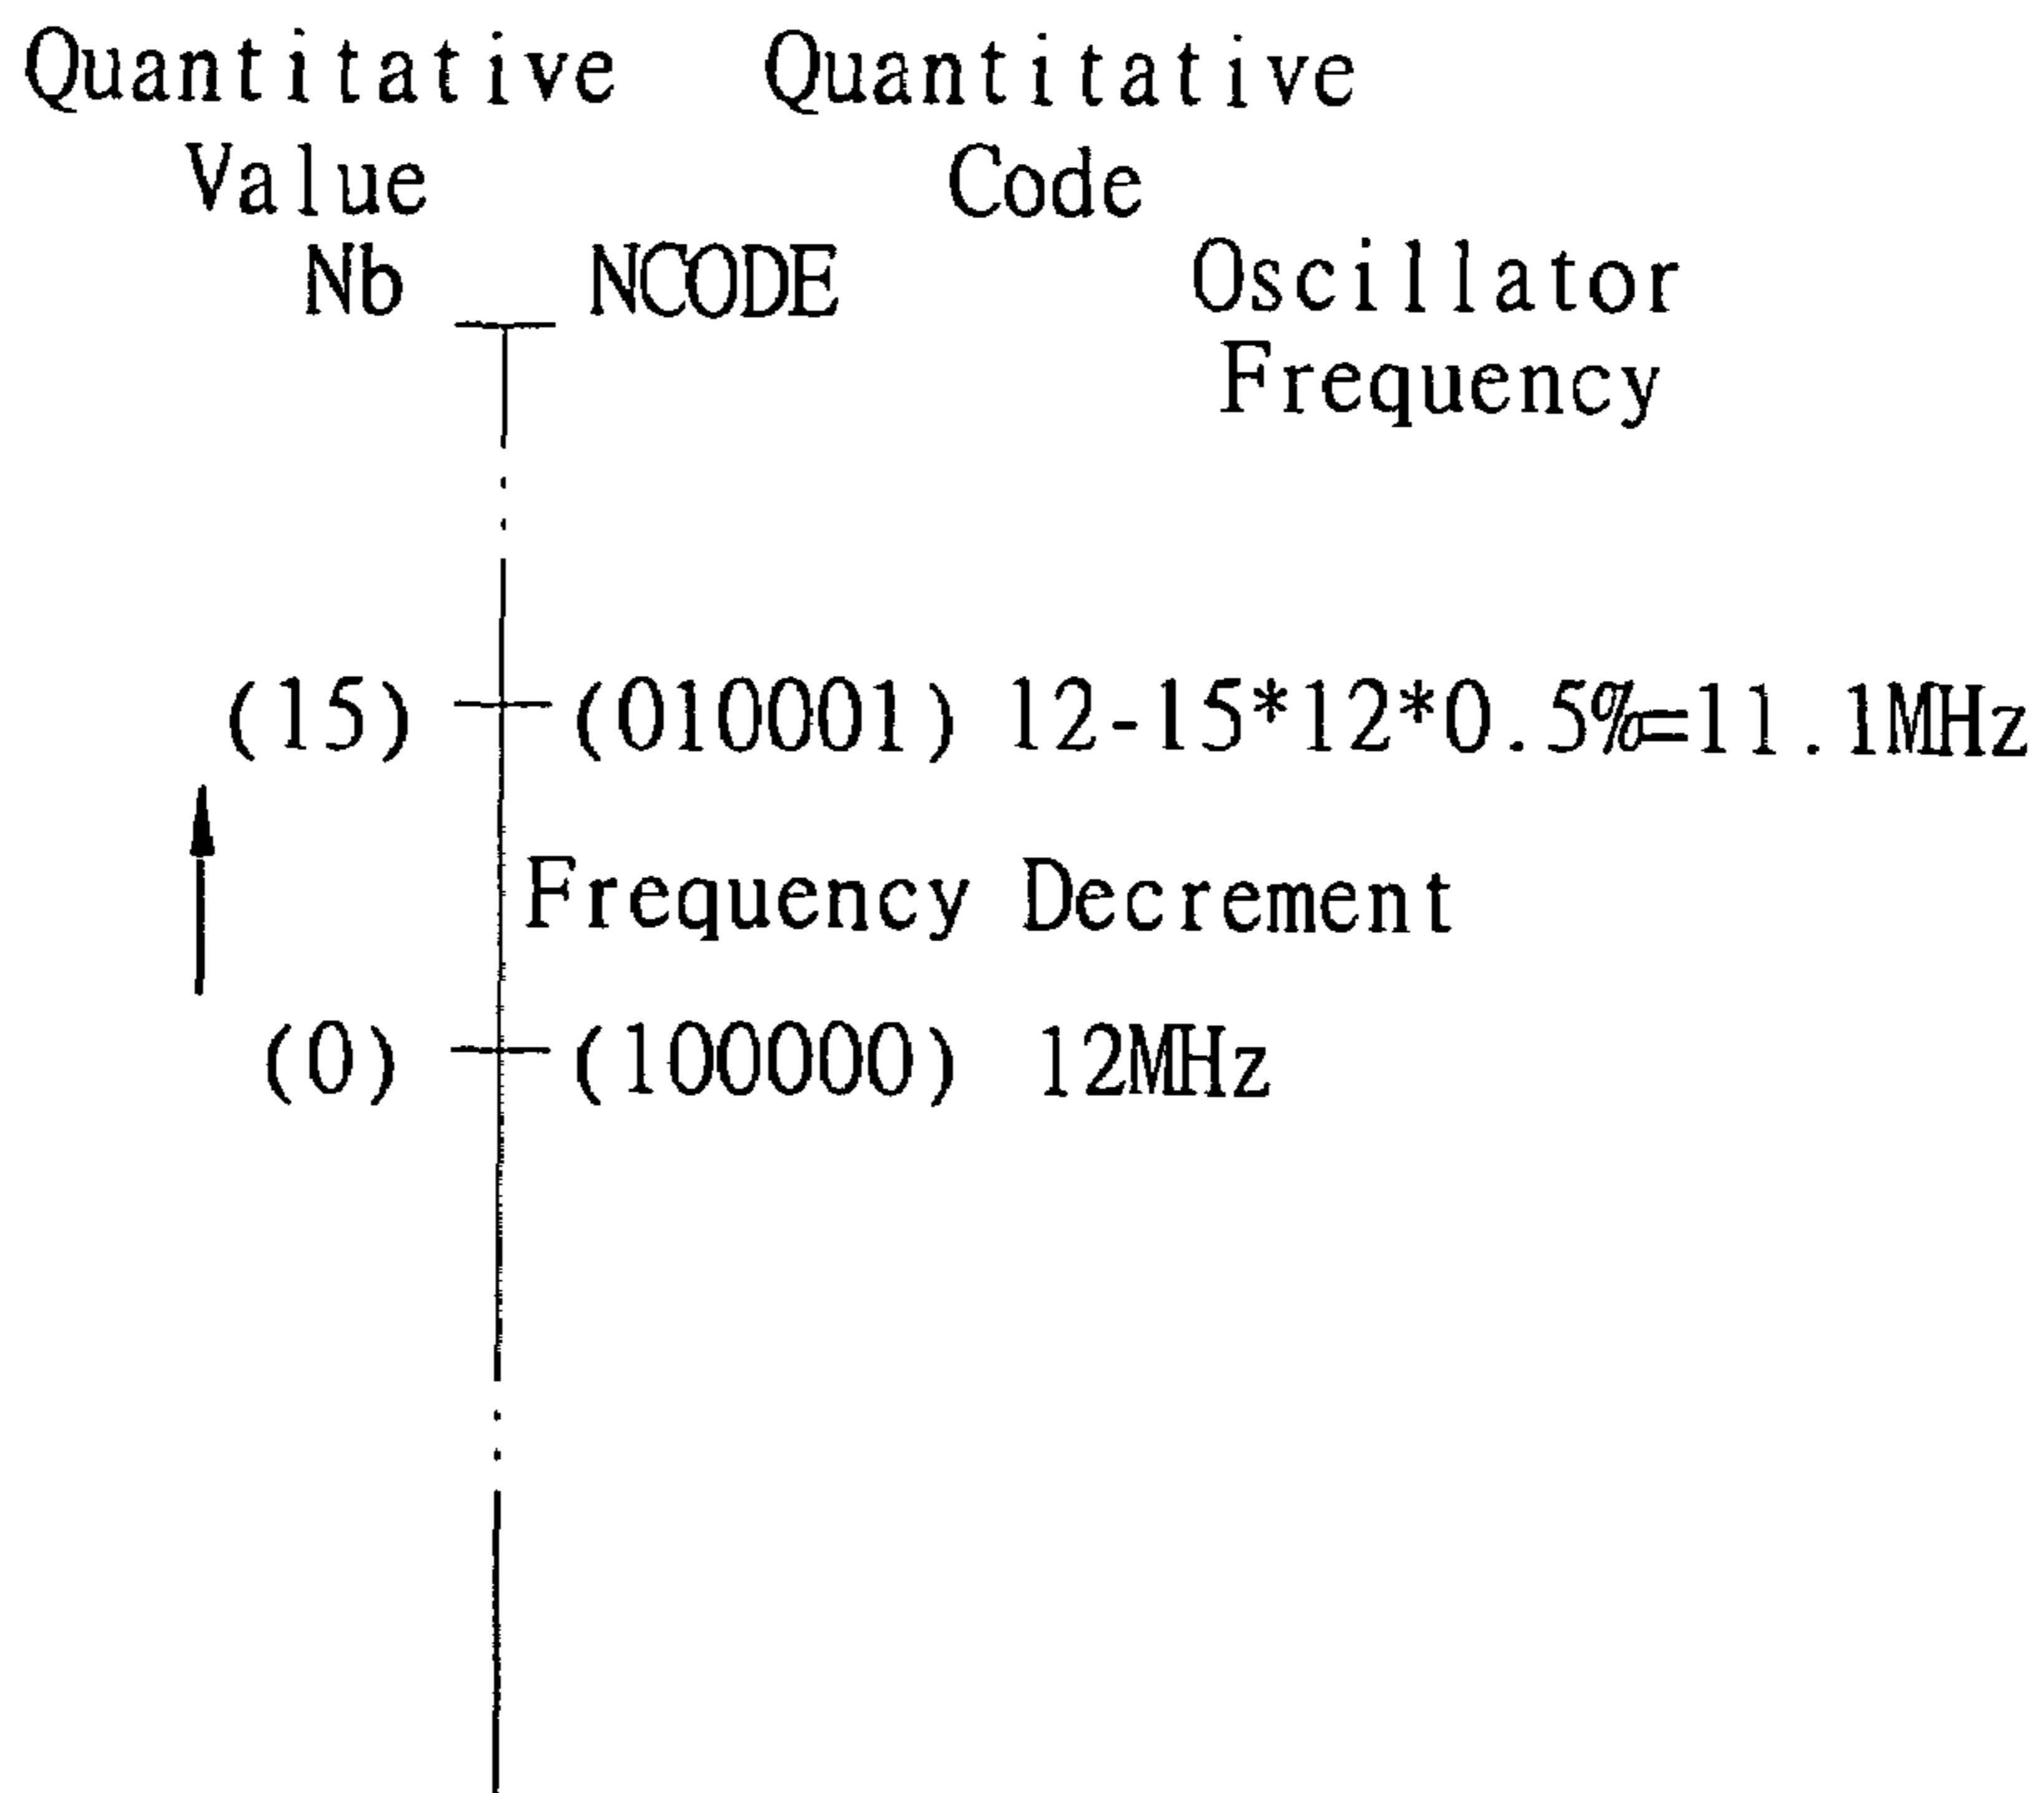 Quantitative Quantitative
Value Code
Nb NCODE Oscillator
Frequency
(15) (010001) 12-15*12*0.5%=11.1MHz
Frequency Decrement
(0) (100000) 12MHz